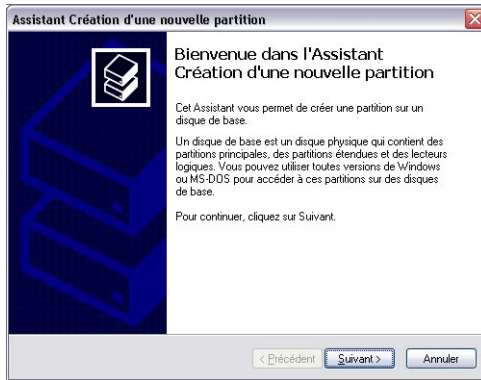 Assistant Création d'une nouvelle partition
Bienvenue dans l'Assistant
Création d'une nouvelle partition
Cet Assistant vous permet de créer une partition sur un
disque de base.
Un disque de base est un disque physique qui contient des
partitions principales, des partitions étendues et des lecteurs
logiques. Vous pouvez utiliser toutes versions de Windows
ou MS-DOS pour accéder à ces partitions sur des disques
de base.
Pour continuer, cliquez sur Suivant.
< Précédent Suivant > Annuler